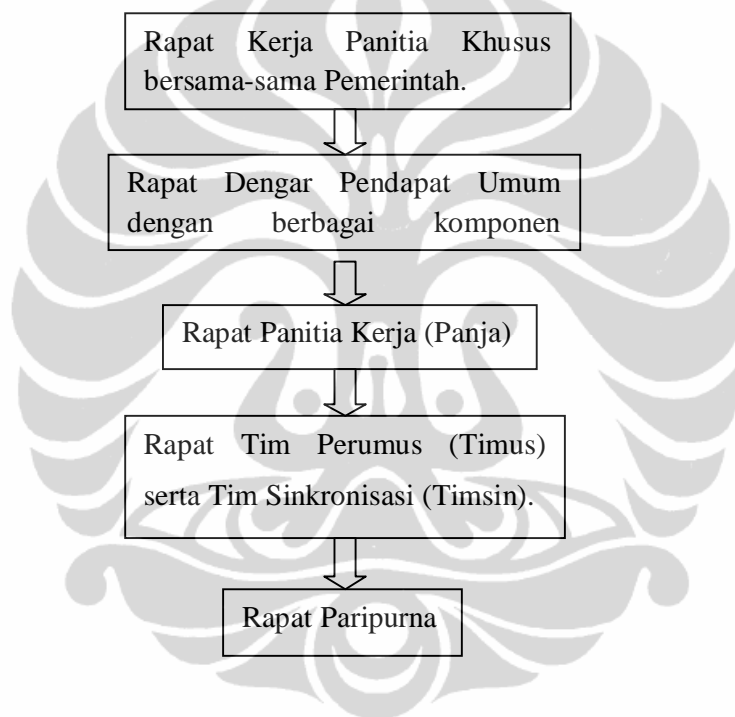 Rapat Kerja Panitia Khusus
bersama-sama Pemerintah.
Rapat Dengar Pendapat Umum
dengan berbagai komponen
Rapat Panitia Kerja (Panja)
Rapat Tim Perumus (Timus)
serta Tim Sinkronisasi (Timsin).
Rapat Paripurna